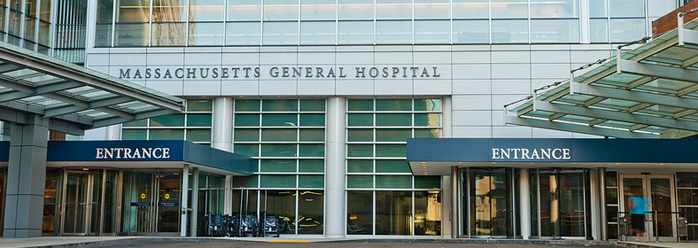 MASSACHUSETTS GENERAL HOSPITAL
ENTRANCE
ENTRANCE